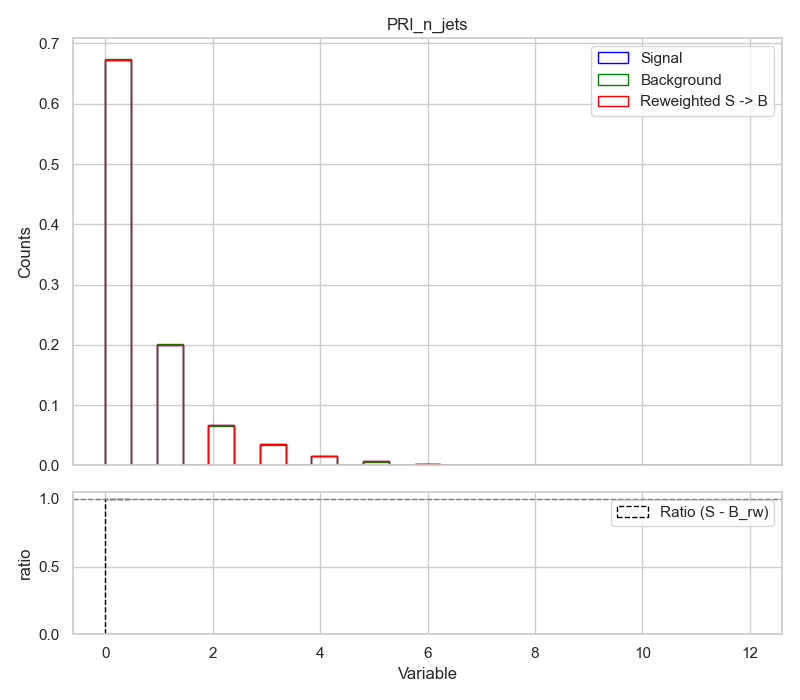 PRI_n_jets
0.7
0.6
0.5
0.4
0.3
0.2
0.1
0.0
Counts
Signal
Background
Reweighted S -> B
1.0
0.5
0.0
ratio
Ratio (S - B_rw)
0 2 4 6 8 10 12
Variable